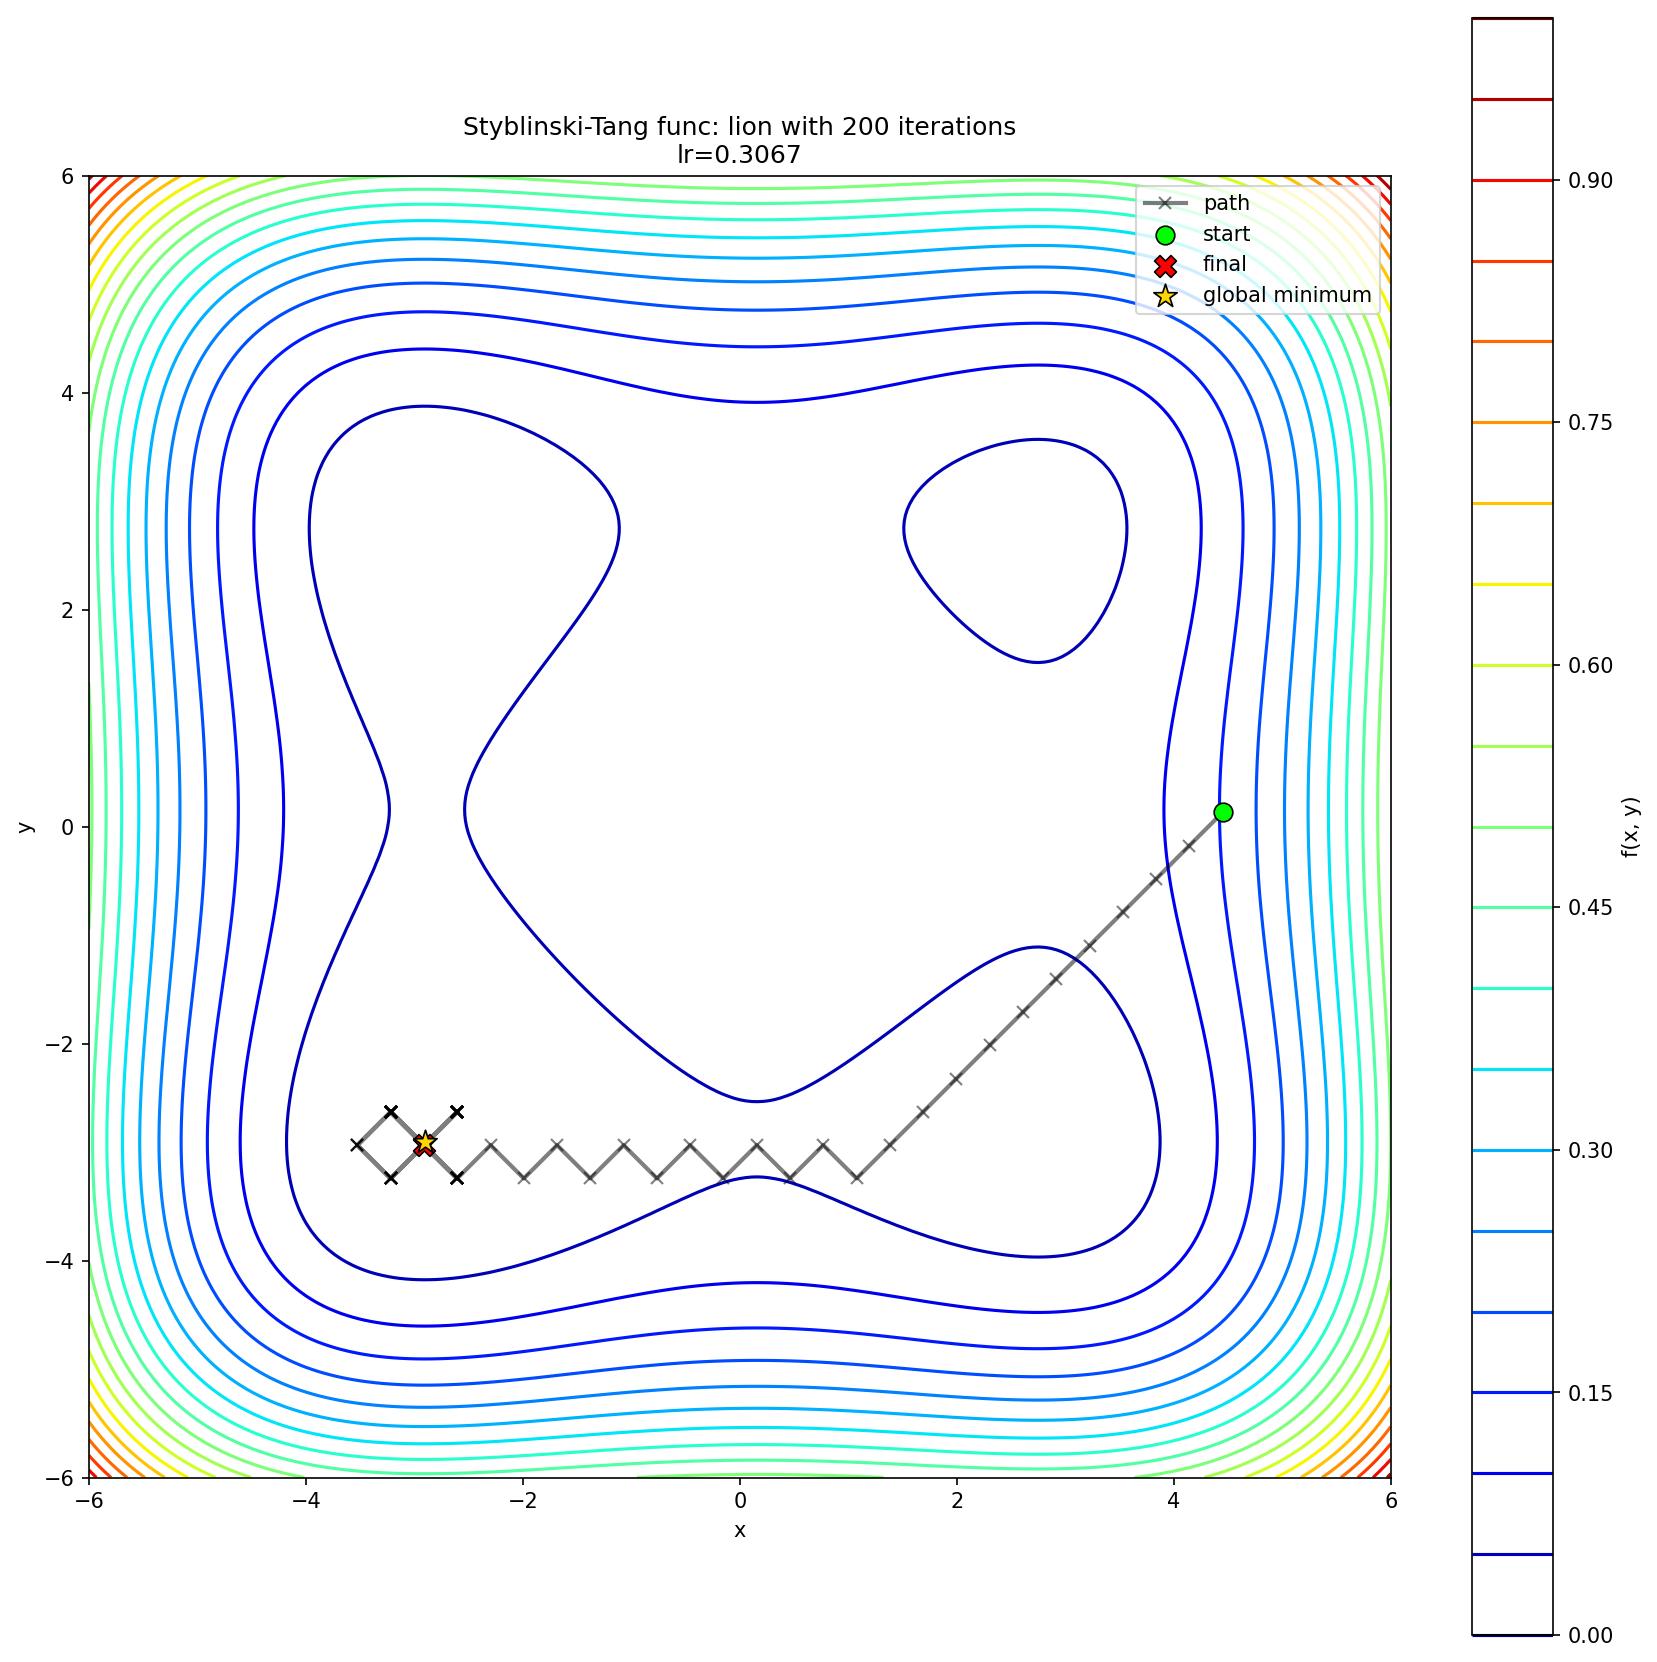 Styblinski-Tang func: lion with 200 iterations
lr=0.3067
path
start
final
global minimum
6
4
2
0
−2
−4
−6
y
−6
−4
−2
0
2
4
6
x
0.90
0.75
0.60
0.45
0.30
0.15
0.00
f(x, y)